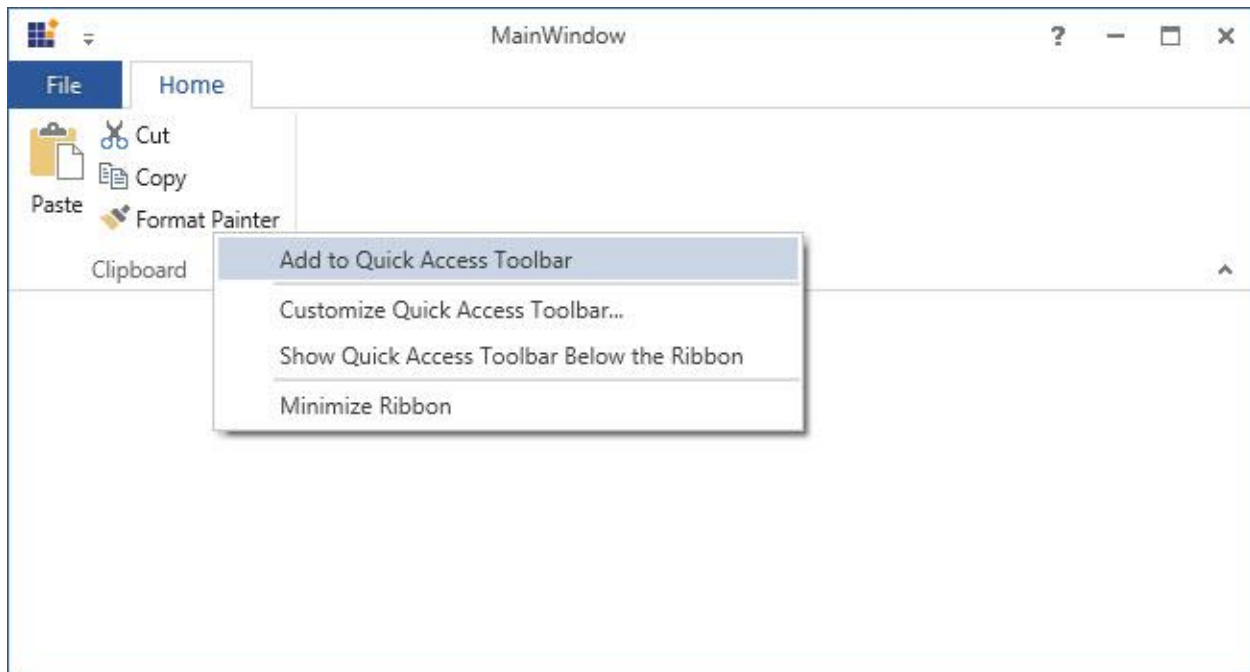 MainWindow
?
File
Home
Cut
Copy
Paste
Format Painter
Clipboard
Add to Quick Access Toolbar
Customize Quick Access Toolbar...
Show Quick Access Toolbar Below the Ribbon
Minimize Ribbon